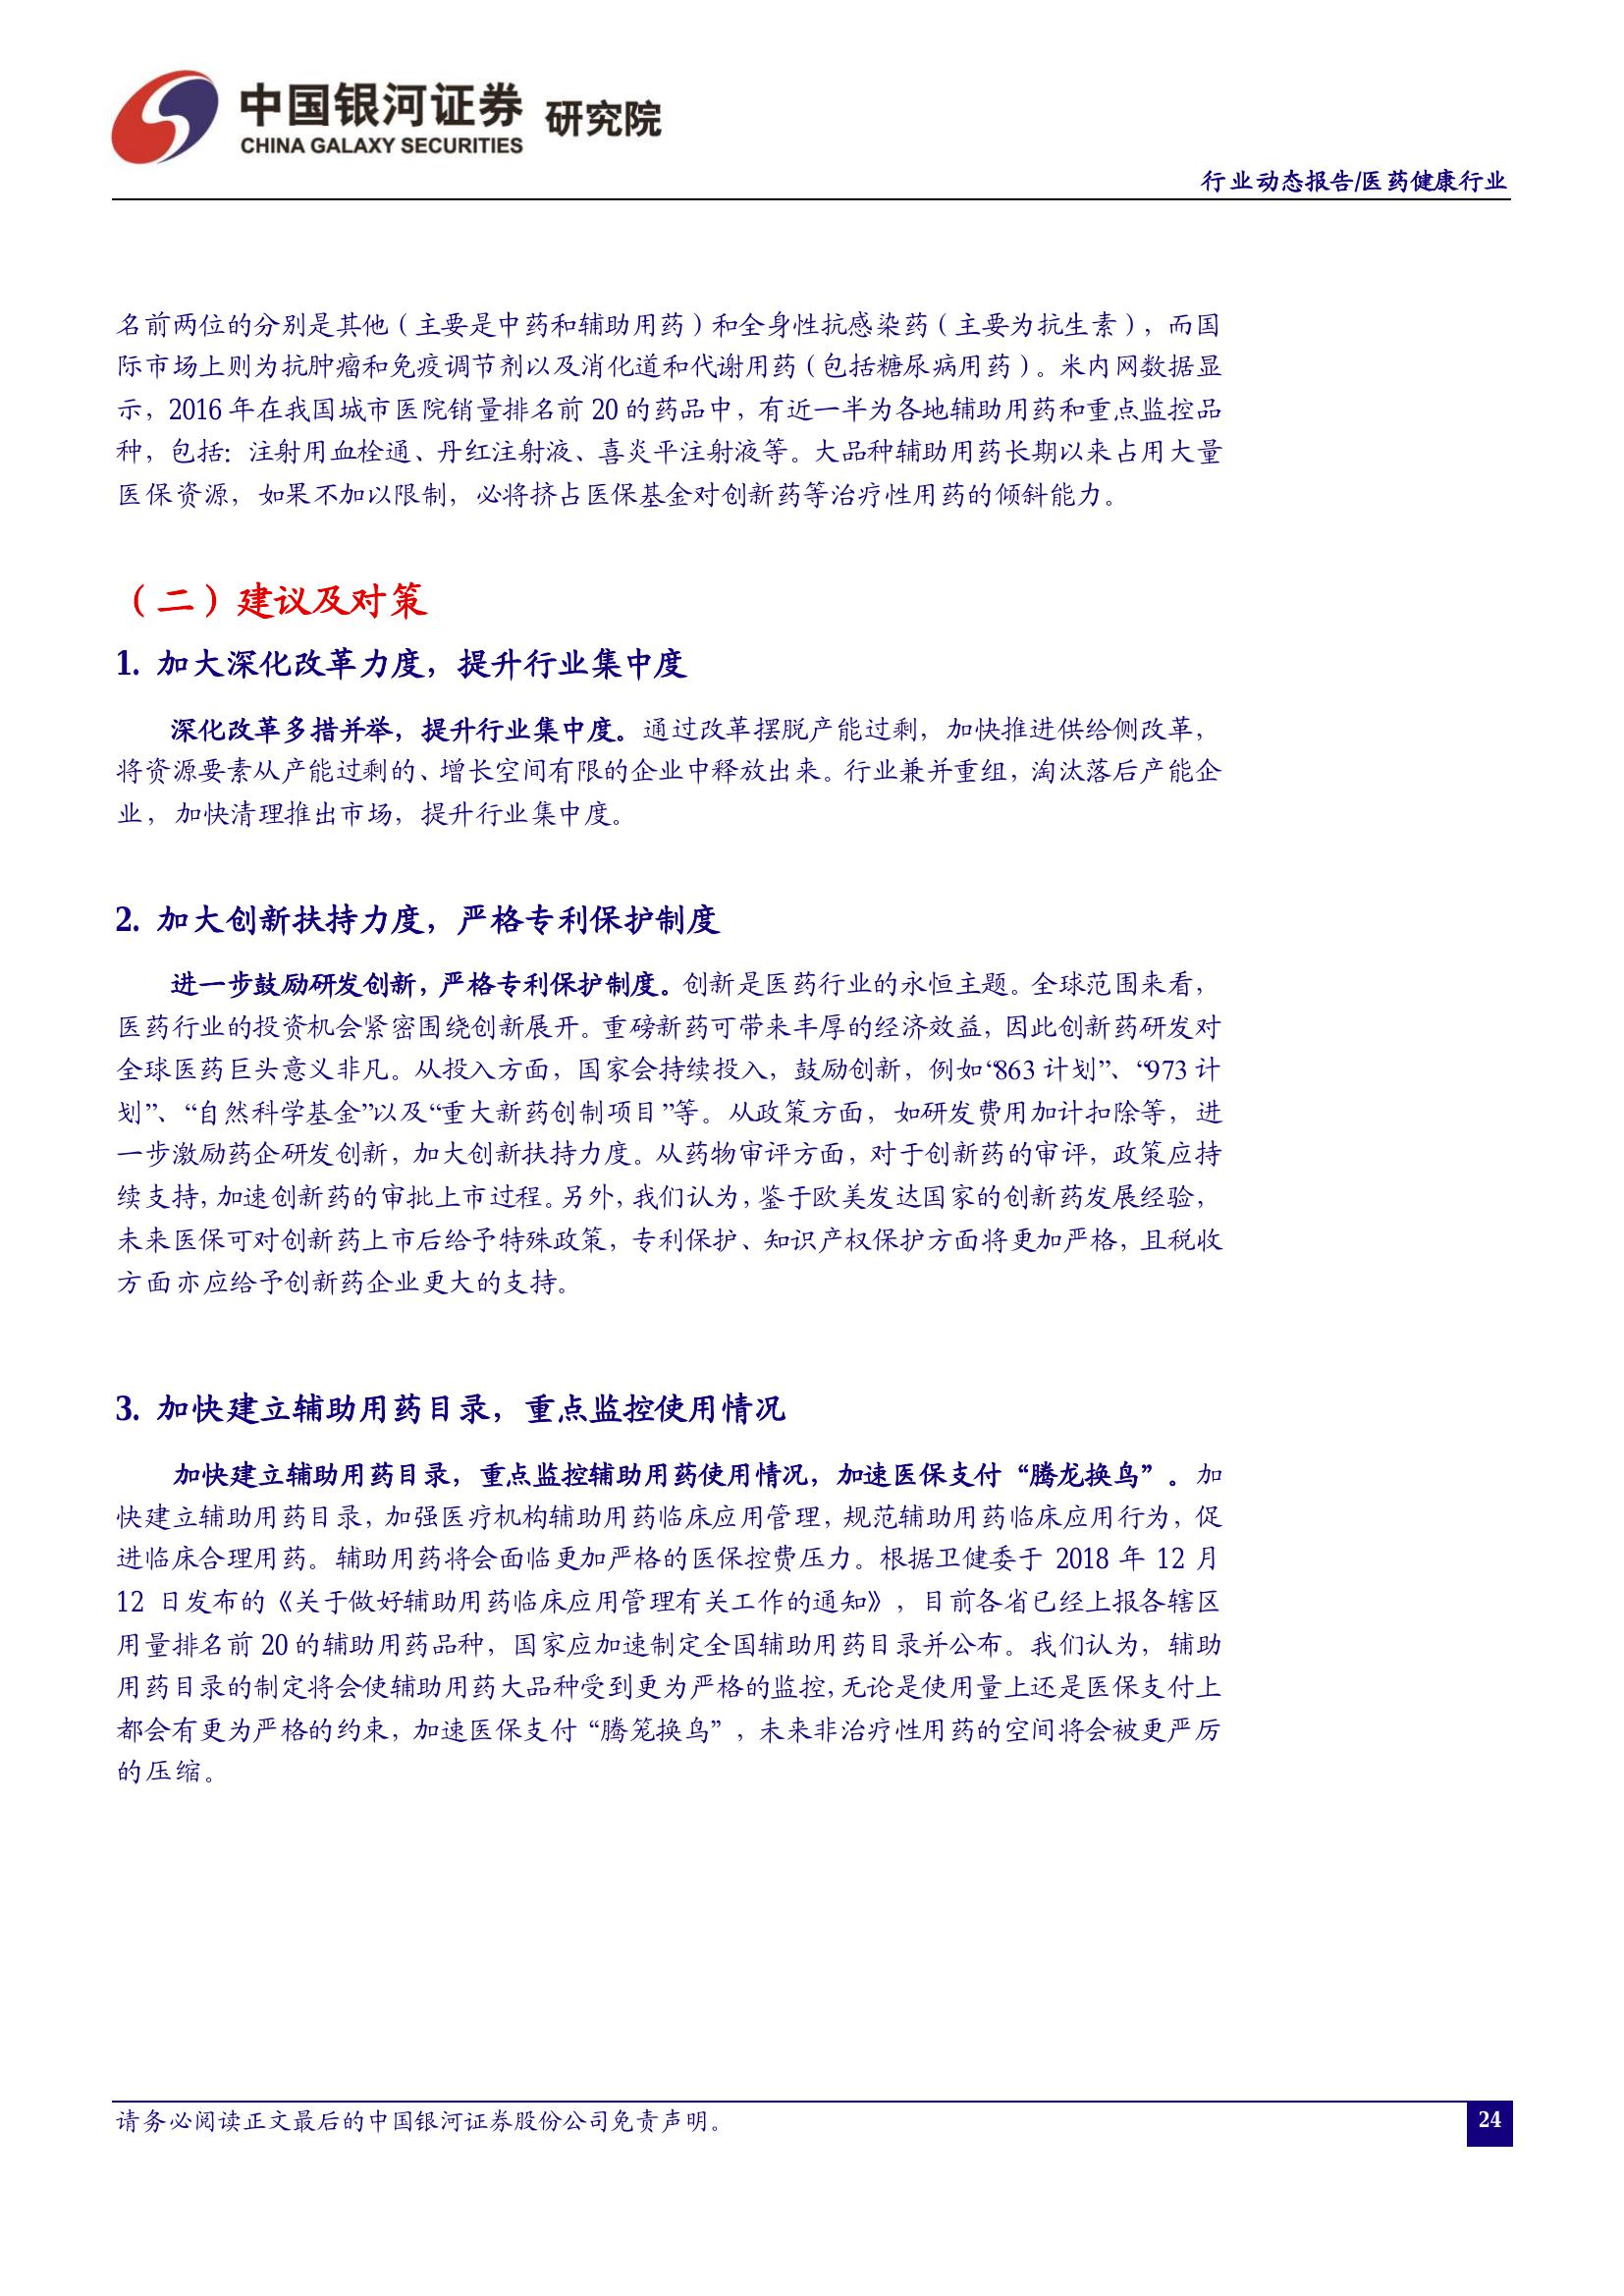 中国银河证券 研究院
CHINA GALAXY SECURITIES
行业动态报告/医药健康行业
名前两位的分别是其他（主要是中药和辅助用药）和全身性抗感染药（主要为抗生素），而国
际市场上则为抗肿瘤和免疫调节剂以及消化道和代谢用药（包括糖尿病用药）。米内网数据显
示，2016 年在我国城市医院销量排名前 20 的药品中，有近一半为各地辅助用药和重点监控品
种，包括：注射用血栓通、丹红注射液、喜炎平注射液等。大品种辅助用药长期以来占用大量
医保资源，如果不加以限制，必将挤占医保基金对创新药等治疗性用药的倾斜能力。
（二）建议及对策
1. 加大深化改革力度，提升行业集中度
深化改革多措并举，提升行业集中度。通过改革摆脱产能过剩，加快推进供给侧改革，
将资源要素从产能过剩的、增长空间有限的企业中释放出来。行业兼并重组，淘汰落后产能企
业，加快清理推出市场，提升行业集中度。
2. 加大创新扶持力度，严格专利保护制度
进一步鼓励研发创新，严格专利保护制度。创新是医药行业的永恒主题。全球范围来看，
医药行业的投资机会紧密围绕创新展开。重磅新药可带来丰厚的经济效益，因此创新药研发对
全球医药巨头意义非凡。从投入方面，国家会持续投入，鼓励创新，例如“863 计划”、“973 计
划”、“自然科学基金”以及“重大新药创制项目”等。从政策方面，如研发费用加计扣除等，进
一步激励药企研发创新，加大创新扶持力度。从药物审评方面，对于创新药的审评，政策应持
续支持，加速创新药的审批上市过程。另外，我们认为，鉴于欧美发达国家的创新药发展经验，
未来医保可对创新药上市后给予特殊政策，专利保护、知识产权保护方面将更加严格，且税收
方面亦应给予创新药企业更大的支持。
3. 加快建立辅助用药目录，重点监控使用情况
加快建立辅助用药目录，重点监控辅助用药使用情况，加速医保支付“腾龙换鸟”。加
快建立辅助用药目录，加强医疗机构辅助用药临床应用管理，规范辅助用药临床应用行为，促
进临床合理用药。辅助用药将会面临更加严格的医保控费压力。根据卫健委于 2018 年 12 月
12 日发布的《关于做好辅助用药临床应用管理有关工作的通知》，目前各省已经上报各辖区
用量排名前 20 的辅助用药品种，国家应加速制定全国辅助用药目录并公布。我们认为，辅助
用药目录的制定将会使辅助用药大品种受到更为严格的监控，无论是使用量上还是医保支付上
都会有更为严格的约束，加速医保支付“腾笼换鸟”，未来非治疗性用药的空间将会被更严厉
的压缩。
请务必阅读正文最后的中国银河证券股份公司免责声明。
24